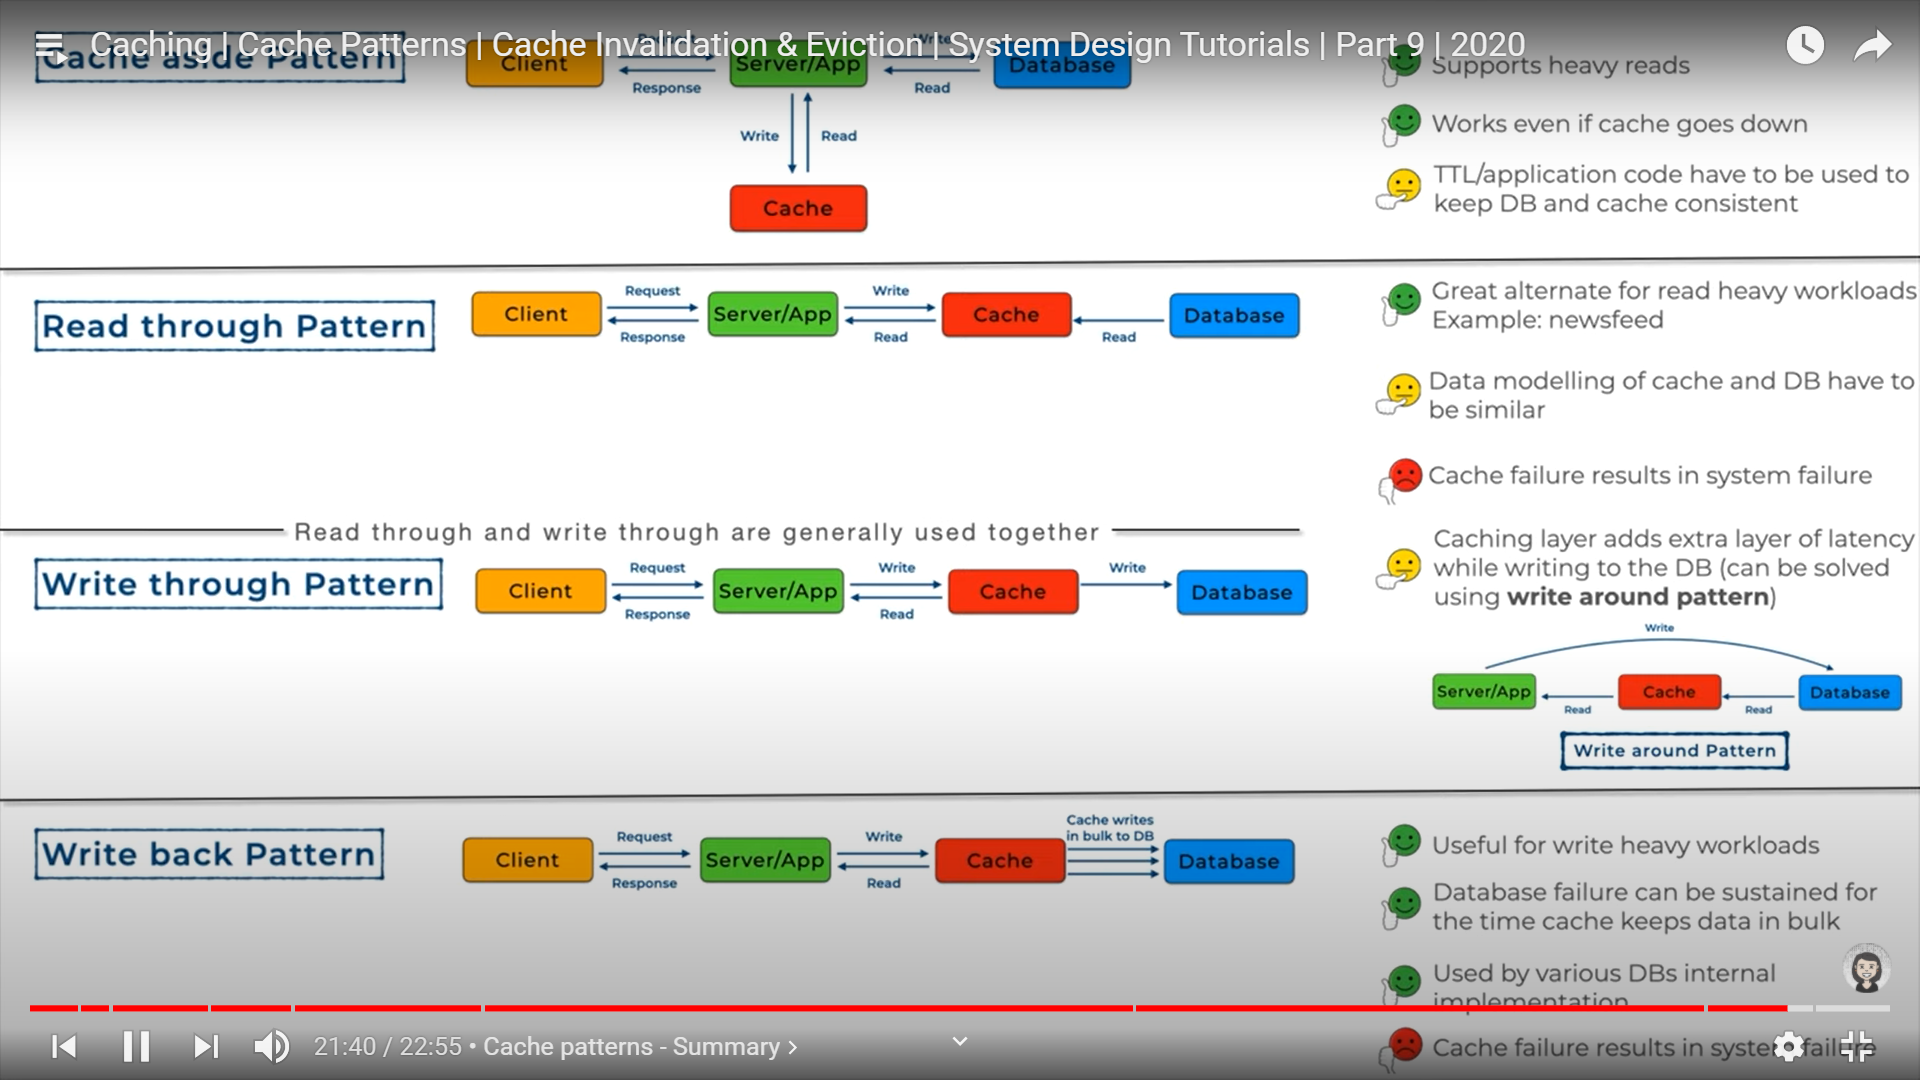 Caching | Cache Patterns | Cache Invalidation & Eviction | System Design Tutorials | Part 9 | 2020
Cache aside Pattern
Client
Response
Server/App
Write
Read
Database
Write
Read
Cache
Supports heavy reads
Works even if cache goes down
TTL/application code have to be used to
keep DB and cache consistent
Read through Pattern
Client
Request
Response
Server/App
Write
Read
Cache
Read
Database
Great alternate for read heavy workloads
Example: newsfeed
Data modelling of cache and DB have to
be similar
Cache failure results in system failure
Read through and write through are generally used together
Write through Pattern
Client
Request
Response
Server/App
Write
Read
Cache
Write
Database
Caching layer adds extra layer of latency
while writing to the DB (can be solved
using write around pattern)
Write
Server/App
Read
Cache
Read
Database
Write around Pattern
Write back Pattern
Client
Request
Response
Server/App
Write
Read
Cache
Cache writes
in bulk to DB
Database
Useful for write heavy workloads
Database failure can be sustained for
the time cache keeps data in bulk
Used by various DBs internal
implementation
Cache failure results in system failure
21:40 / 22:55 • Cache patterns - Summary